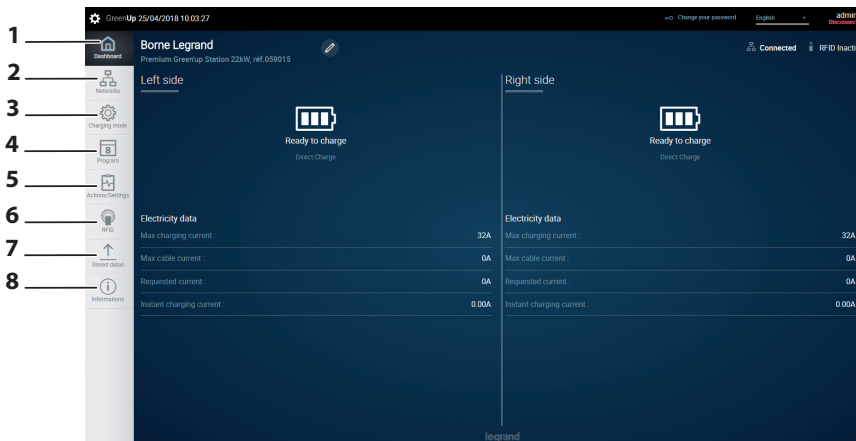 GreenUp 25/04/2018 10:03:27 Change your password English admin
Disconnect
1 Dashboard
Borne Legrand
Premium Green'up Station 22kW, réf.059015
Connected RFID Inacti
2 Networks
3 Charging mode
4 8 Program
5 Actions/Settings
6 RFID
7 Stored datas
8 Informations
Left side
Ready to charge
Direct Charge
Electricity data
Max charging current : 32A
Max cable current : 0A
Requested current : 0A
Instant charging current : 0.00A
Right side
Ready to charge
Direct Charge
Electricity data
Max charging current : 32A
Max cable current : 0A
Requested current : 0A
Instant charging current : 0.00A
legrand